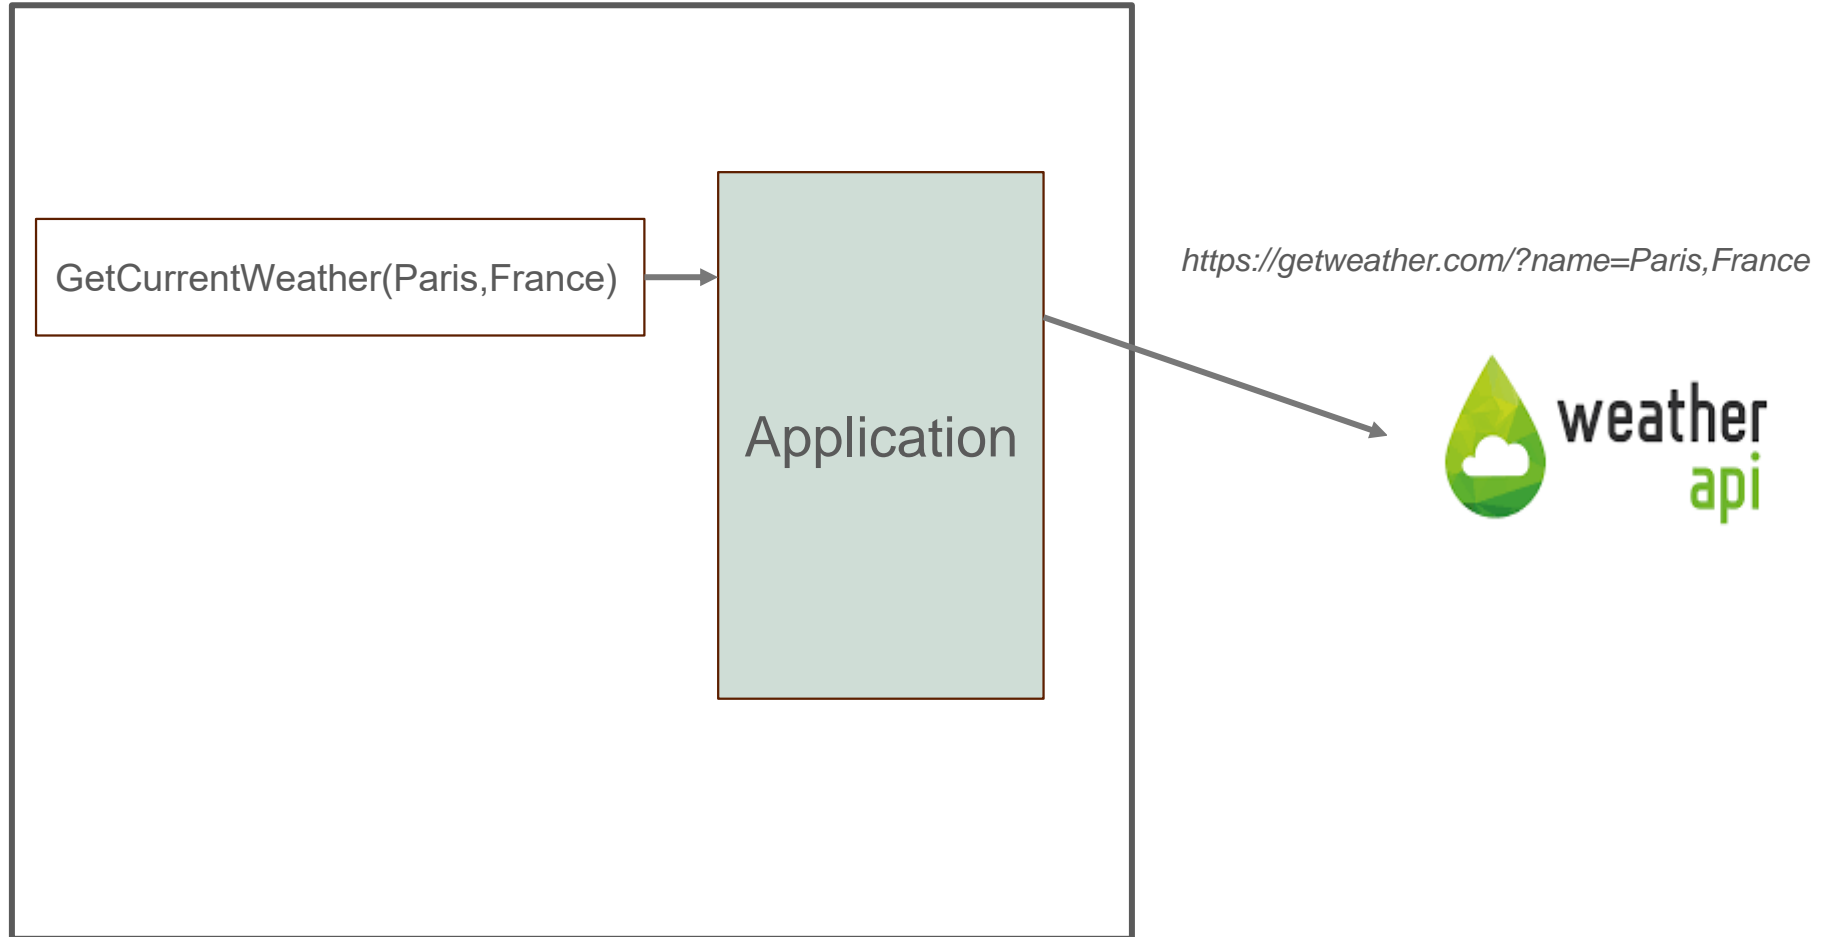 GetCurrentWeather(Paris,France)
Application
https://getweather.com/?name=Paris,France
weather
api